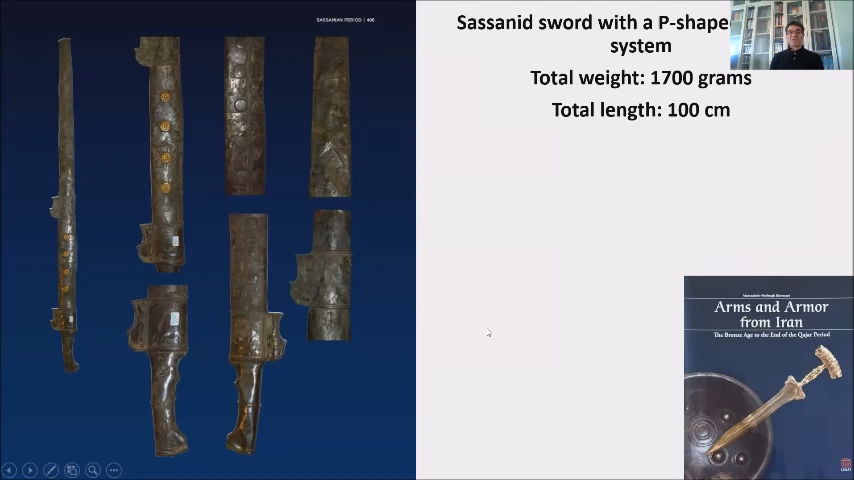 SASSANIAN PERIOD | 405
Sassanid sword with a P-shape
system
Total weight: 1700 grams
Total length: 100 cm
Arms and Armor
from Iran
The Bronze Age to the End of the Qajar Period